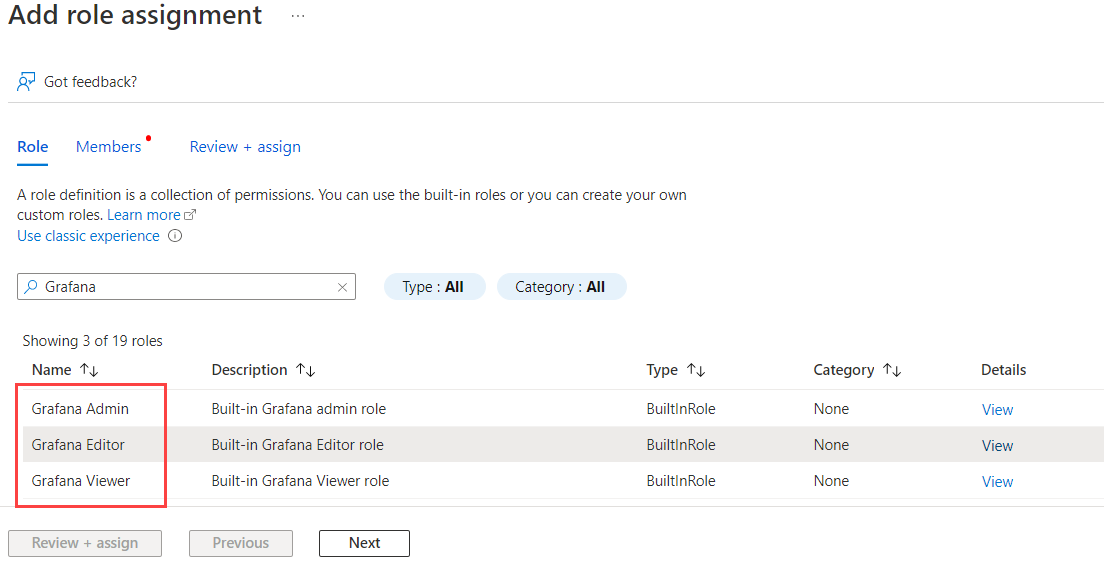 Add role assignment ...
Got feedback?
Role Members Review + assign
A role definition is a collection of permissions. You can use the built-in roles or you can create your own
custom roles. Learn more
Use classic experience
Grafana Type : All Category : All
Showing 3 of 19 roles
Name Description Type Category Details
Grafana Admin Built-in Grafana admin role BuiltInRole None View
Grafana Editor Built-in Grafana Editor role BuiltInRole None View
Grafana Viewer Built-in Grafana Viewer role BuiltInRole None View
Review + assign Previous Next